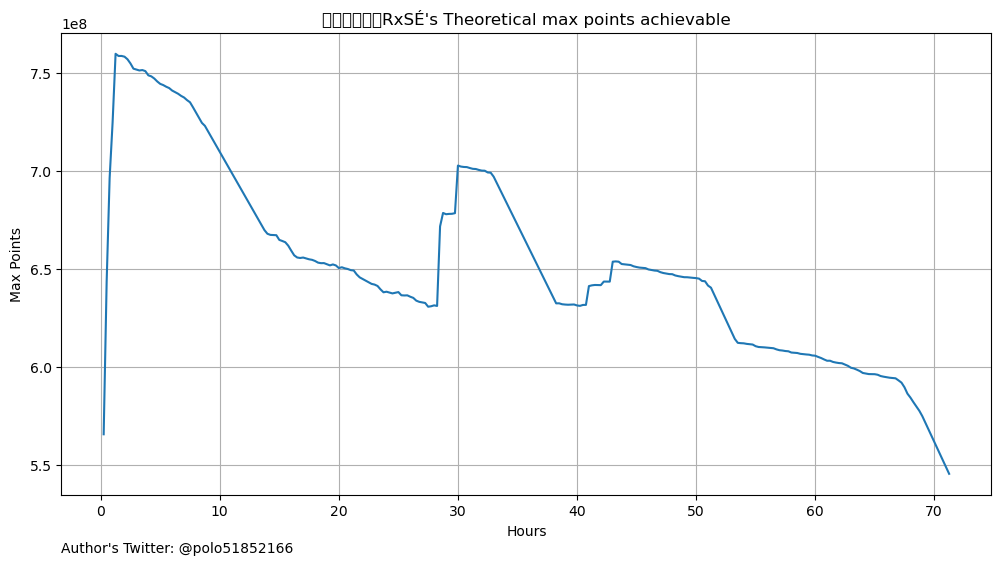 RxSÉ's Theoretical max points achievable
1e8
7.5
7.0
6.5
6.0
5.5
Max Points
0 10 20 30 40 50 60 70
Hours
Author's Twitter: @polo51852166